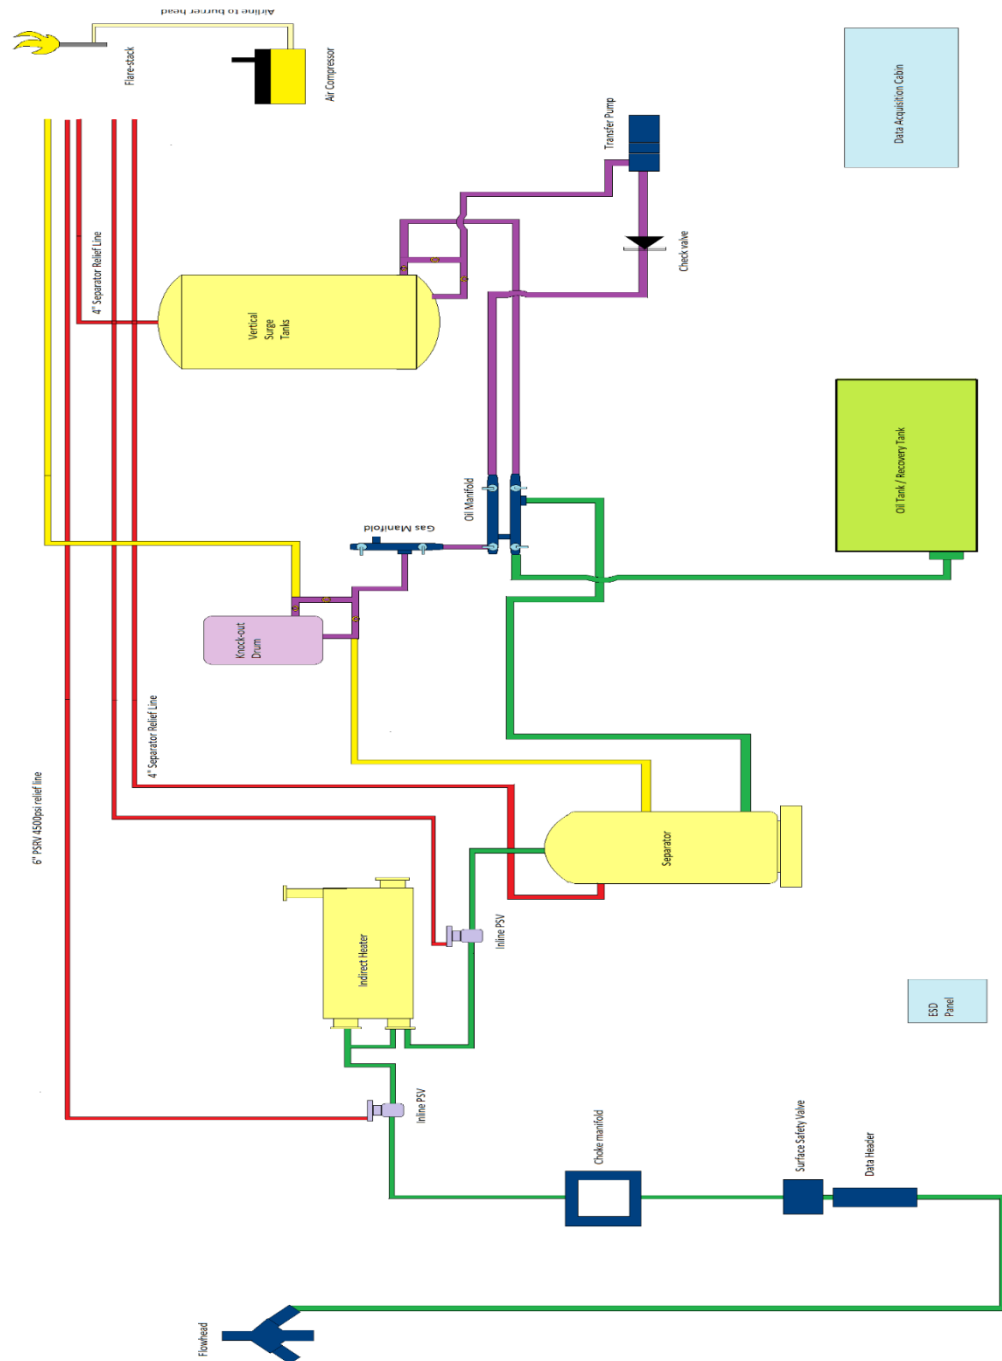 Airline to burner head
Flare-stack
Air Compressor
Data Acquisition Cabin
Transfer Pump
4" Separator Relief Line
Check valve
Vertical
Surge
Tanks
Oil Tank / Recovery Tank
Oil Manifold
Gas Manifold
Knock-out
Drum
4" Separator Relief Line
6" PSRV 4500psi relief line
Separator
Indirect Heater
Inline PSV
ESD
Panel
Inline PSV
Choke manifold
Surface Safety Valve
Data Header
Flowhead